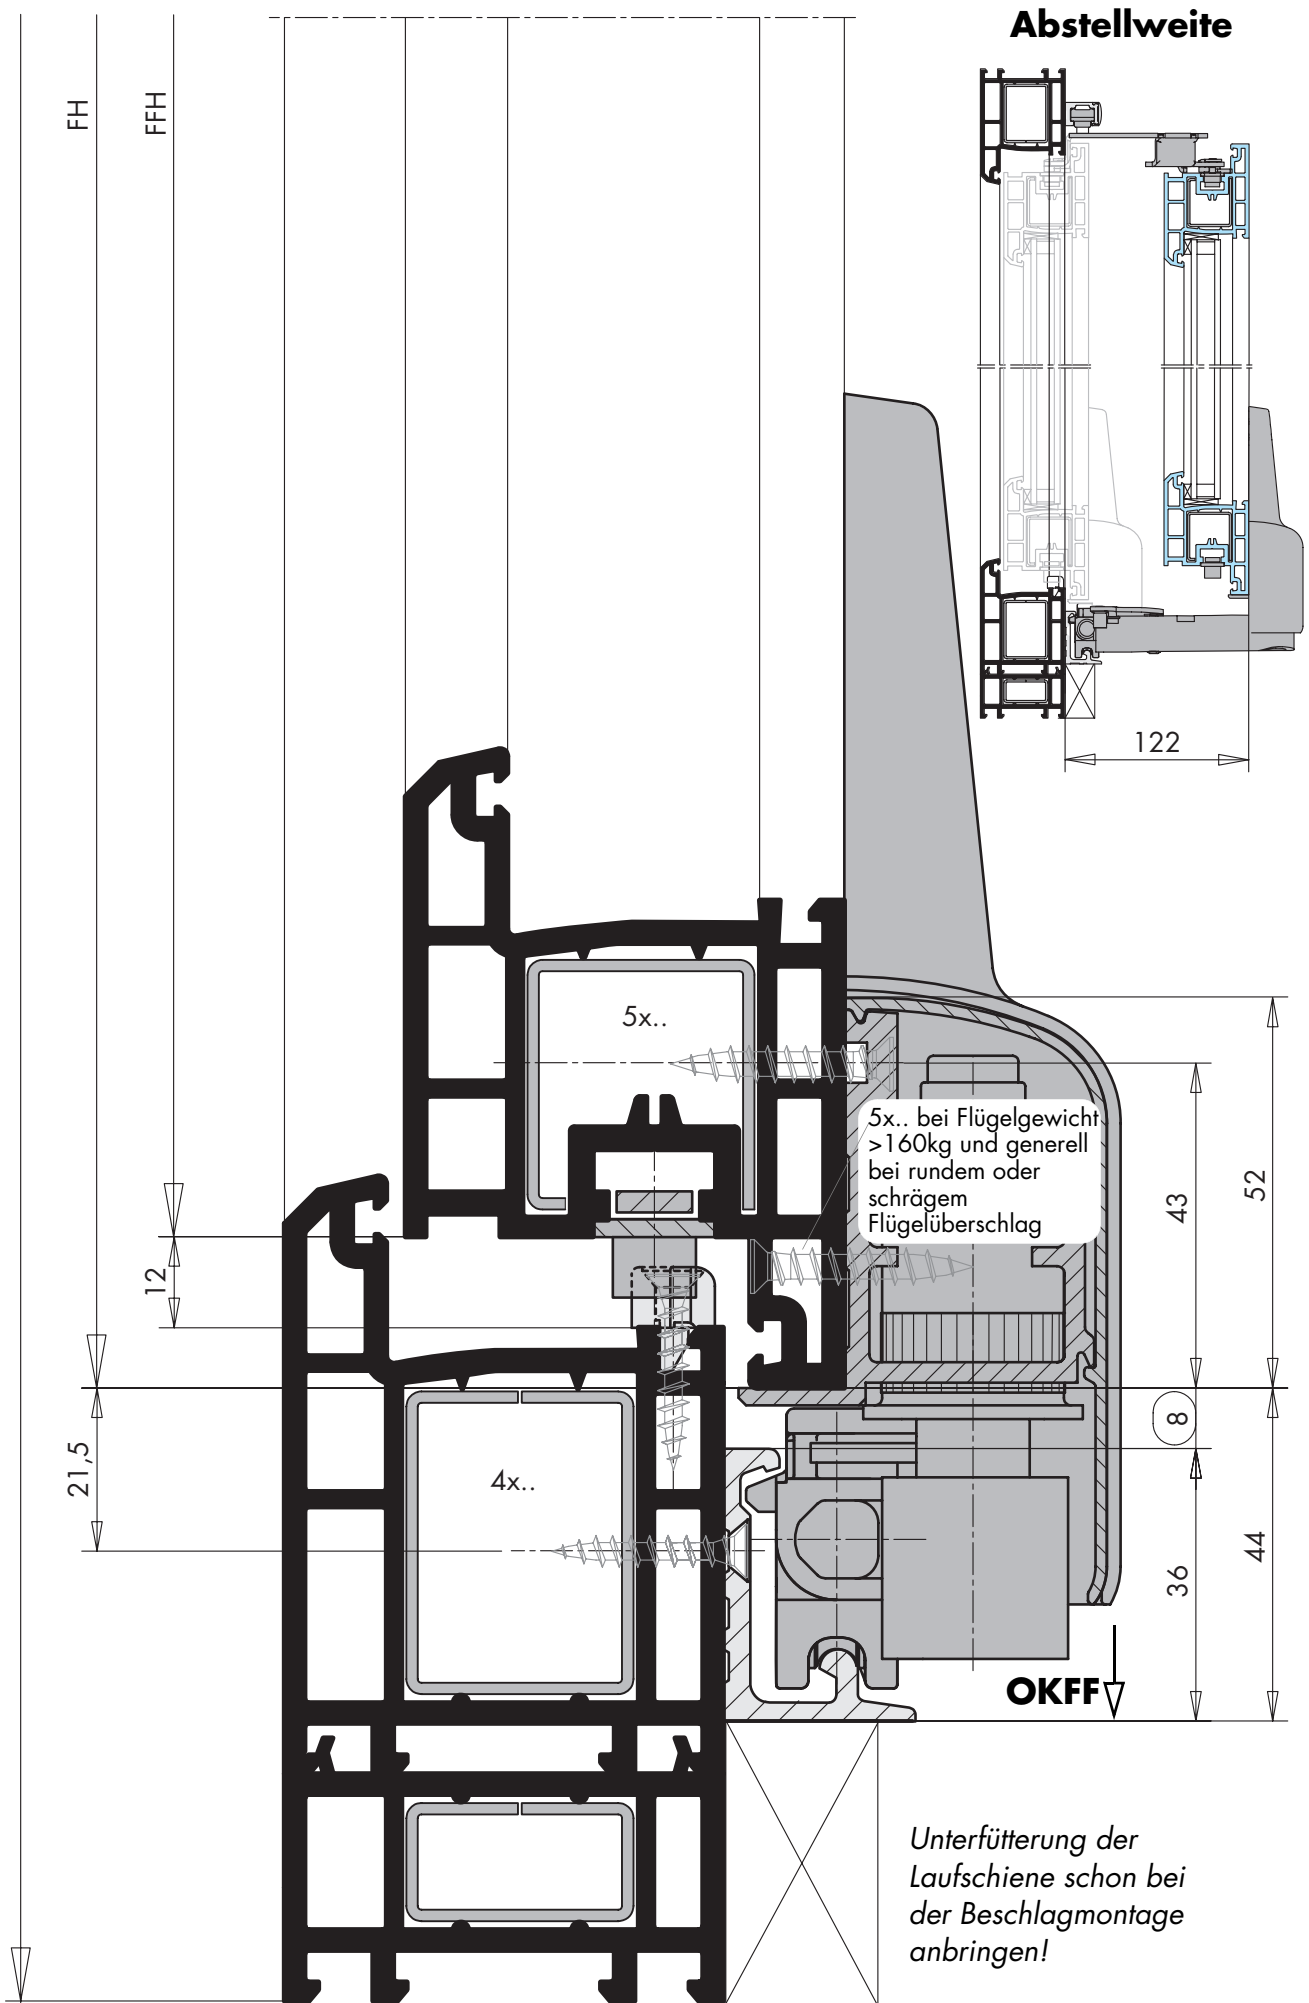 Abstellweite
FH
FFH
122
5x..
5x.. bei Flügelgewicht
>160kg und generell
bei rundem oder
schrägem
Flügelüberschlag
52
43
12
8
21,5
4x..
44
36
OKFF
Unterfütterung der
Laufschiene schon bei
der Beschlagmontage
anbringen!